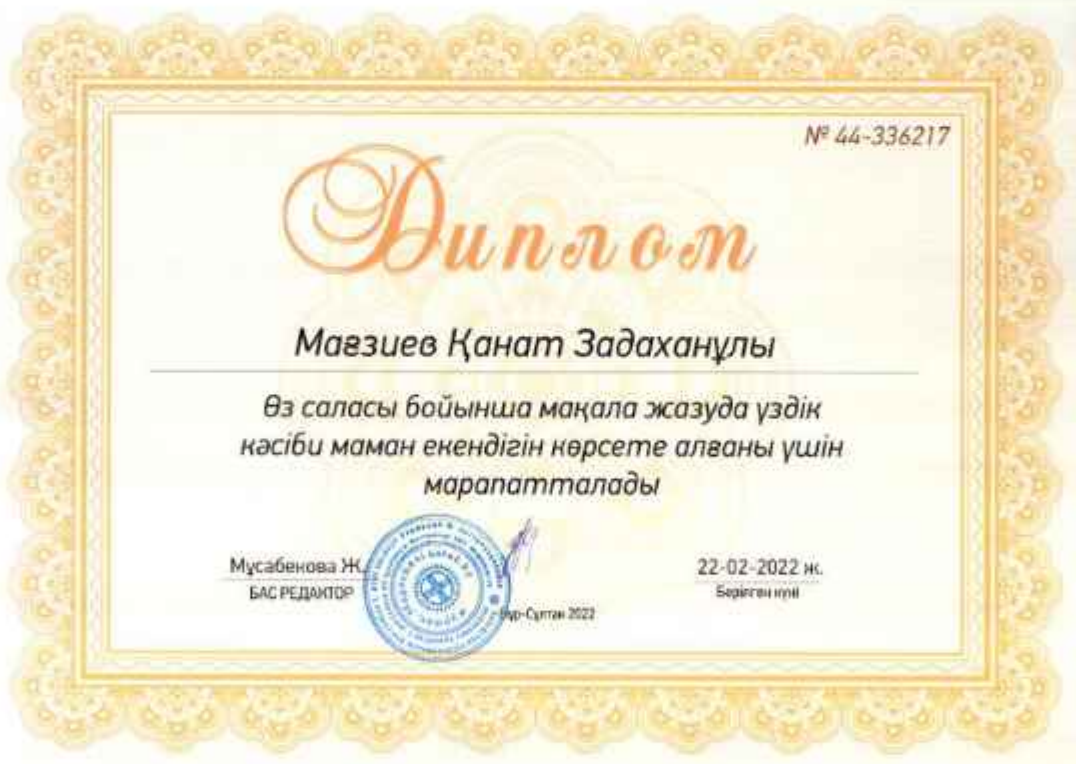 № 44-336217
Диплом
Мағзиев Қанат Задаханұлы
Өз саласы бойынша мақала жазуда үздік
кәсіби маман екендігін көрсете алғаны үшін
марапатталады
Мұсабекова Ж.
БАС РЕДАКТОР
22-02-2022 ж.
Берілген күні
Нұр-Сұлтан 2022